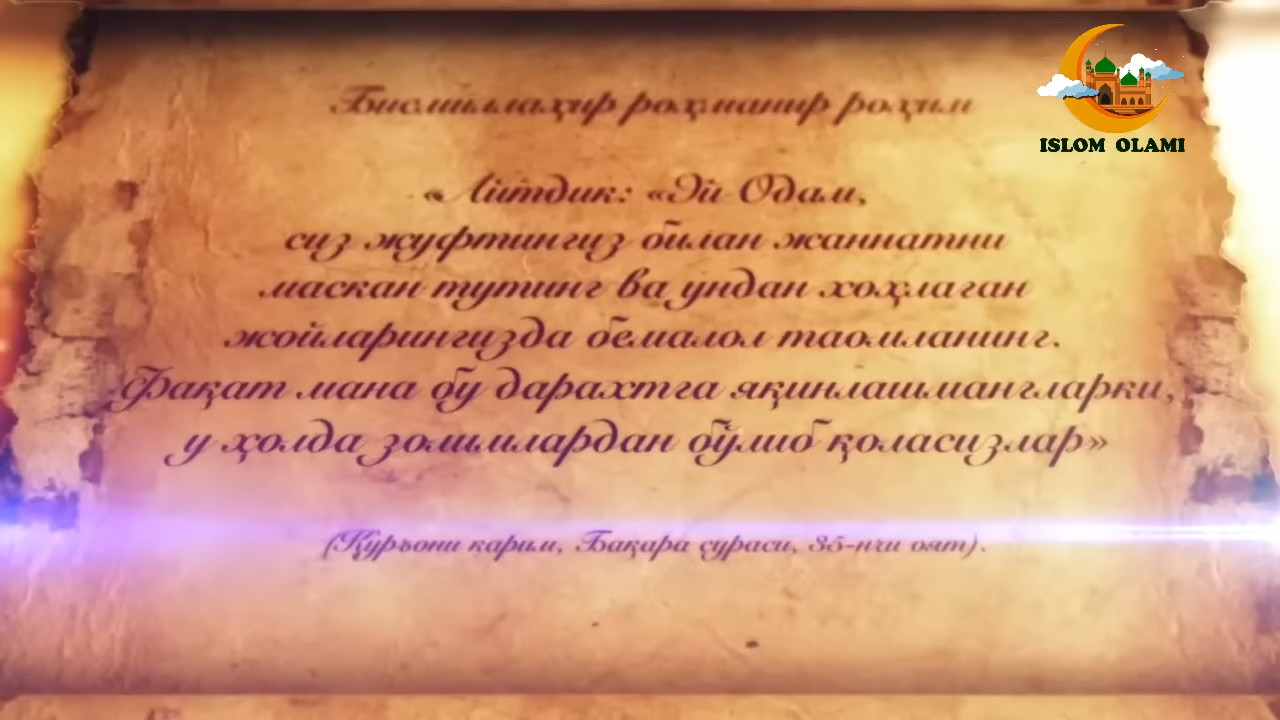 Бисмиллаҳир роҳманир роҳим
ISLOM OLAMI
«Айтдик: «Эй Одам,
сиз жуфтингиз билан жаннатни
маскан тутинг ва ундан хоҳлаган
жойларингизда бемалол таомланинг.
Фақат мана бу дарахтга яқинлашмангларки,
у ҳолда золимлардан бўлиб қоласизлар»
(Қуръони карим, Бақара сураси, 35-нчи оят).